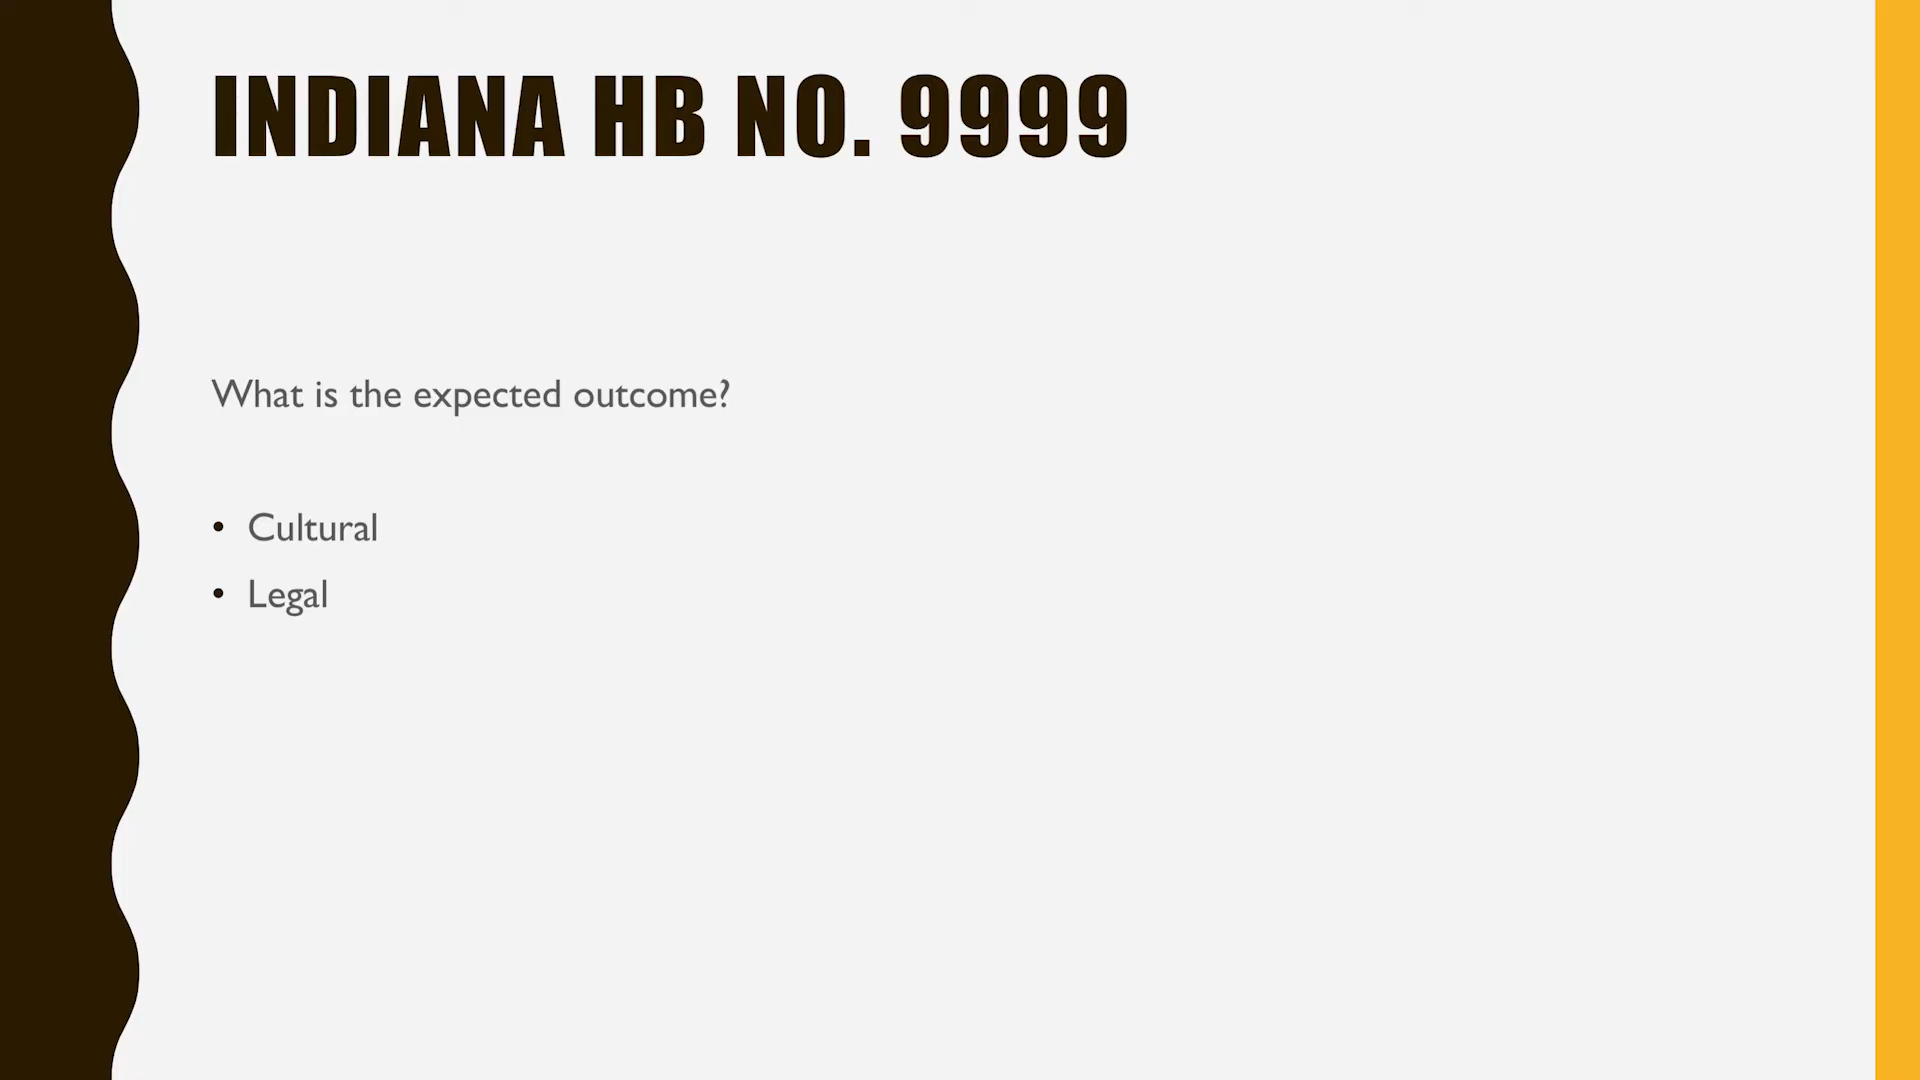 INDIANA HB NO. 9999
What is the expected outcome?
• Cultural
• Legal